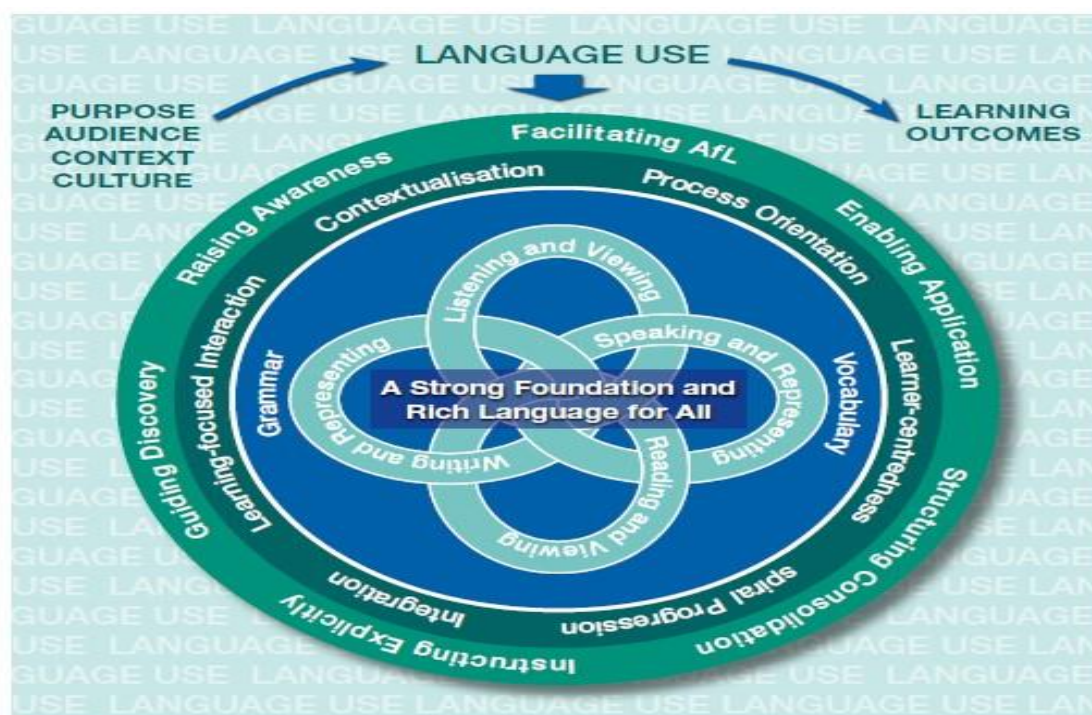 LANGUAGE USE
PURPOSE
AUDIENCE
CONTEXT
CULTURE
LEARNING
OUTCOMES
Facilitating AfL
Raising Awareness
Enabling Application
Guiding Discovery
Structuring Consolidation
Instructing Explicitly
Contextualisation
Process Orientation
Learning-focused Interaction
Learner-centredness
Integration
spiral Progression
Grammar
Vocabulary
Listening and Viewing
Speaking and Representing
Writing and Representing
Reading and Viewing
A Strong Foundation and
Rich Language for All